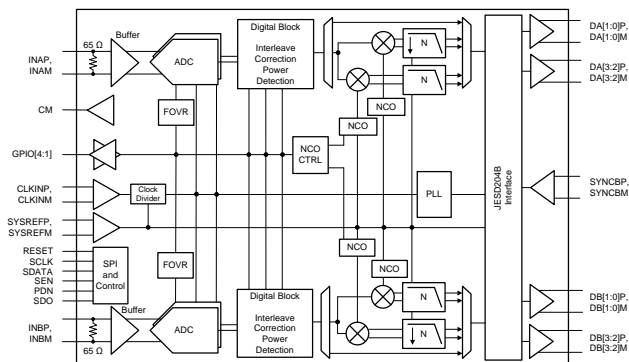 65 Ω
Buffer
INAP,
INAM
ADC
Digital Block
Interleave
Correction
Power
Detection
N
N
DA[1:0]P,
DA[1:0]M
DA[3:2]P,
DA[3:2]M
CM
FOVR
NCO
NCO
GPIO[4:1]
NCO
CTRL
CLKINP,
CLKINM
Clock
Divider
PLL
JESD204B
Interface
SYNCBP,
SYNCBM
SYSREFP,
SYSREFM
NCO
NCO
RESET
SCLK
SDATA
SEN
PDN
SDO
SPI
and
Control
FOVR
Buffer
INBP,
INBM
65 Ω
ADC
Digital Block
Interleave
Correction
Power
Detection
N
N
DB[1:0]P,
DB[1:0]M
DB[3:2]P,
DB[3:2]M